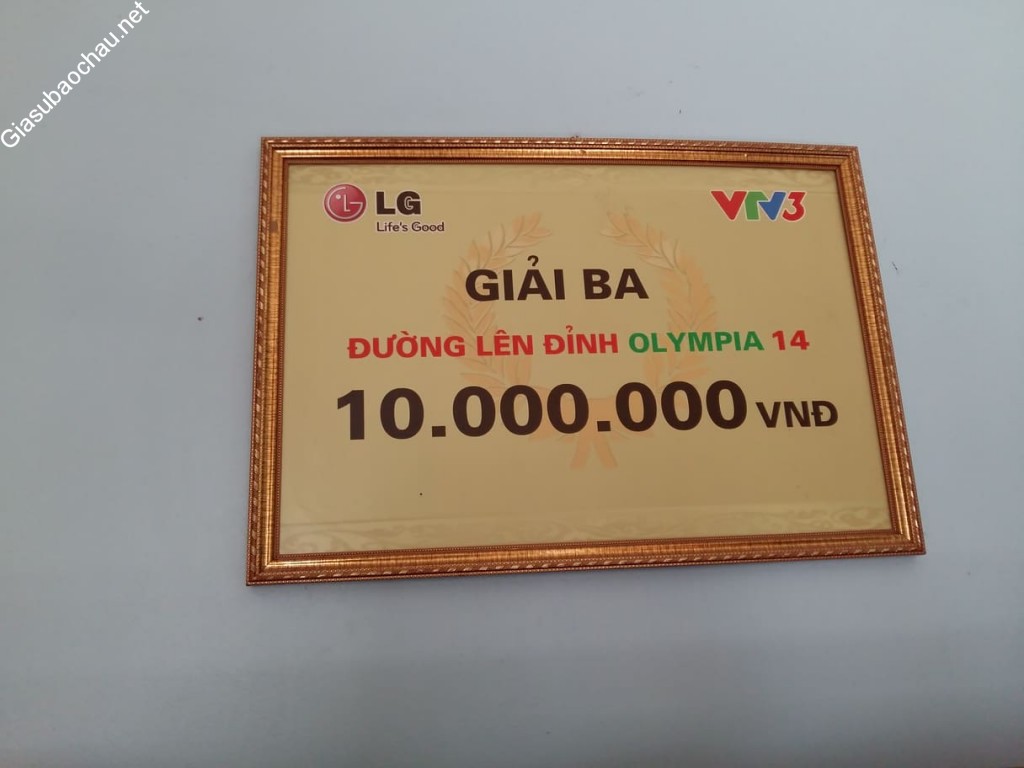 Giasubaochau.net
LG
Life's Good
VTV3
GIẢI BA
ĐƯỜNG LÊN ĐỈNH OLYMPIA 14
10.000.000 VNĐ